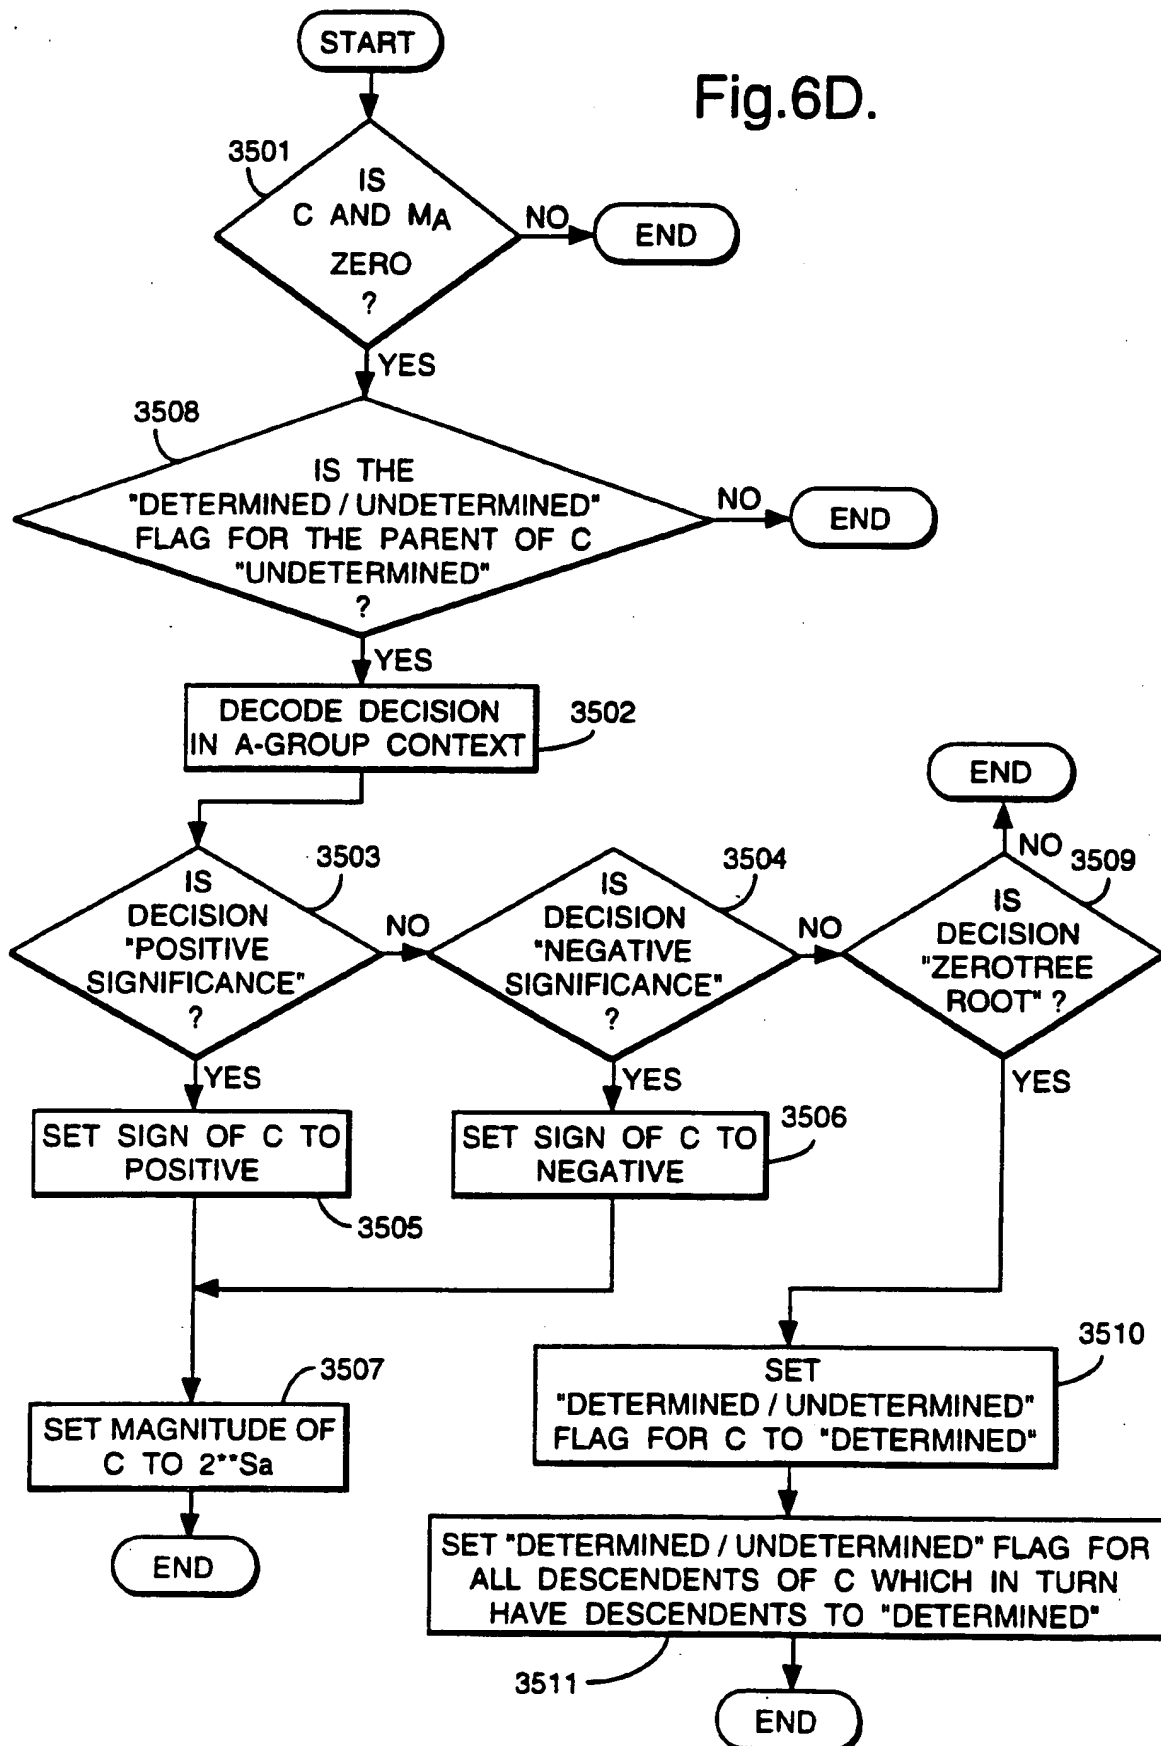 START
Fig.6D.
3501
IS
C AND MA
ZERO
?
NO
END
YES
3508
IS THE
"DETERMINED / UNDETERMINED"
FLAG FOR THE PARENT OF C
"UNDETERMINED"
?
NO
END
YES
DECODE DECISION
IN A-GROUP CONTEXT
3502
END
3503
IS
DECISION
"POSITIVE
SIGNIFICANCE"
?
NO
3504
IS
DECISION
"NEGATIVE
SIGNIFICANCE"
?
NO
NO
3509
IS
DECISION
"ZEROTREE
ROOT" ?
YES
YES
YES
SET SIGN OF C TO
POSITIVE
3505
SET SIGN OF C TO
NEGATIVE
3506
3507
SET MAGNITUDE OF
C TO 2**Sa
END
3510
SET
"DETERMINED / UNDETERMINED"
FLAG FOR C TO "DETERMINED"
SET "DETERMINED / UNDETERMINED" FLAG FOR
ALL DESCENDENTS OF C WHICH IN TURN
HAVE DESCENDENTS TO "DETERMINED"
3511
END